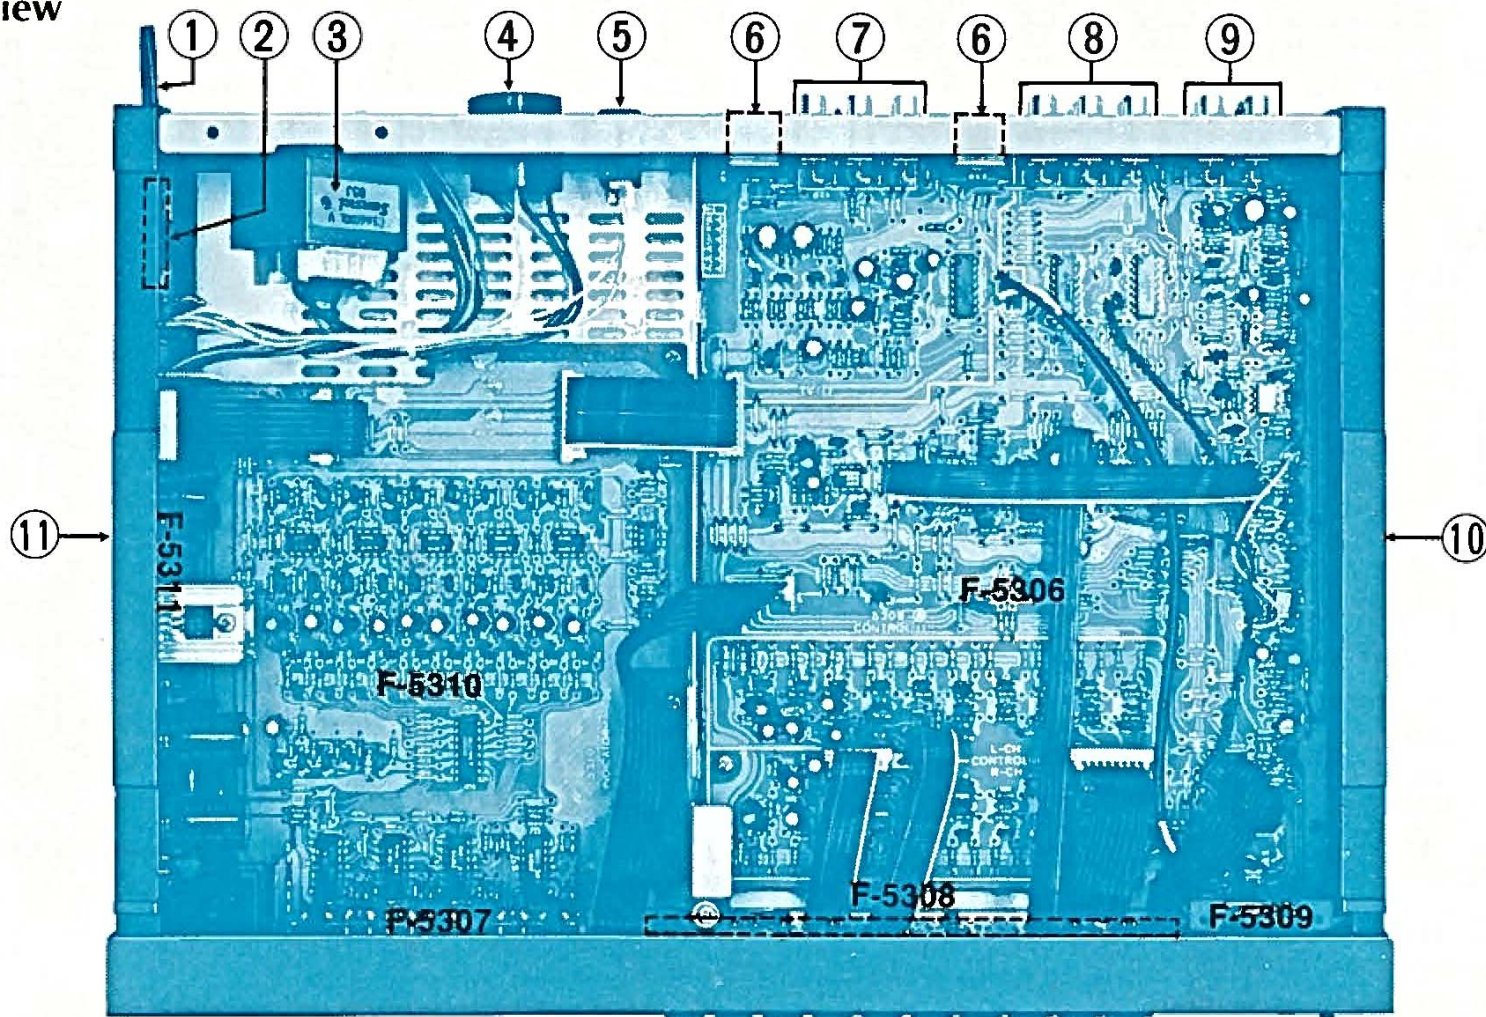 iew
1 2 3 4 5 6 7 6 8 9
11
10
F-5311
F-5306
CONTROL
F-5310
L-CH
CONTROL
R-CH
F-5308
F-5307
F-5309